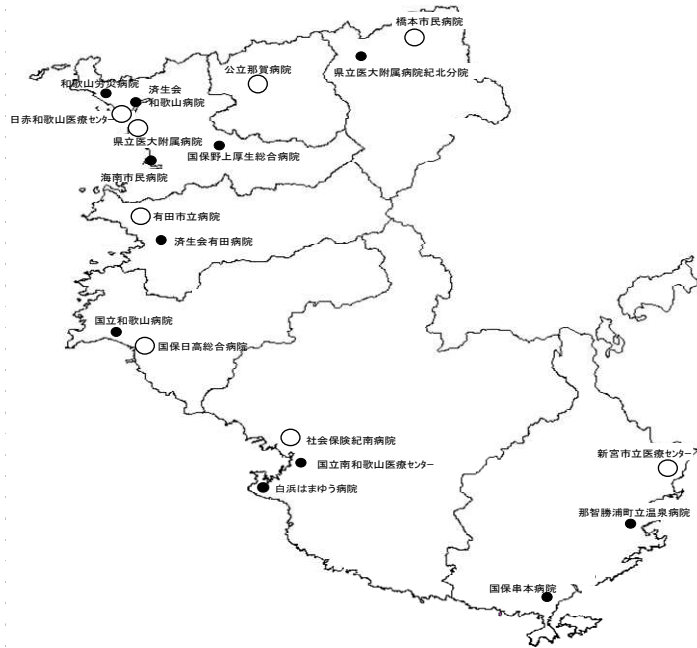 橋本市民病院
公立那賀病院
県立医大附属病院紀北分院
和歌山労災病院
済生会
和歌山病院
日赤和歌山医療センター
県立医大附属病院
国保野上厚生総合病院
海南市民病院
有田市立病院
済生会有田病院
国立和歌山病院
国保日高総合病院
社会保険紀南病院
国立南和歌山医療センター
白浜はまゆう病院
新宮市立医療センター
那智勝浦町立温泉病院
国保串本病院